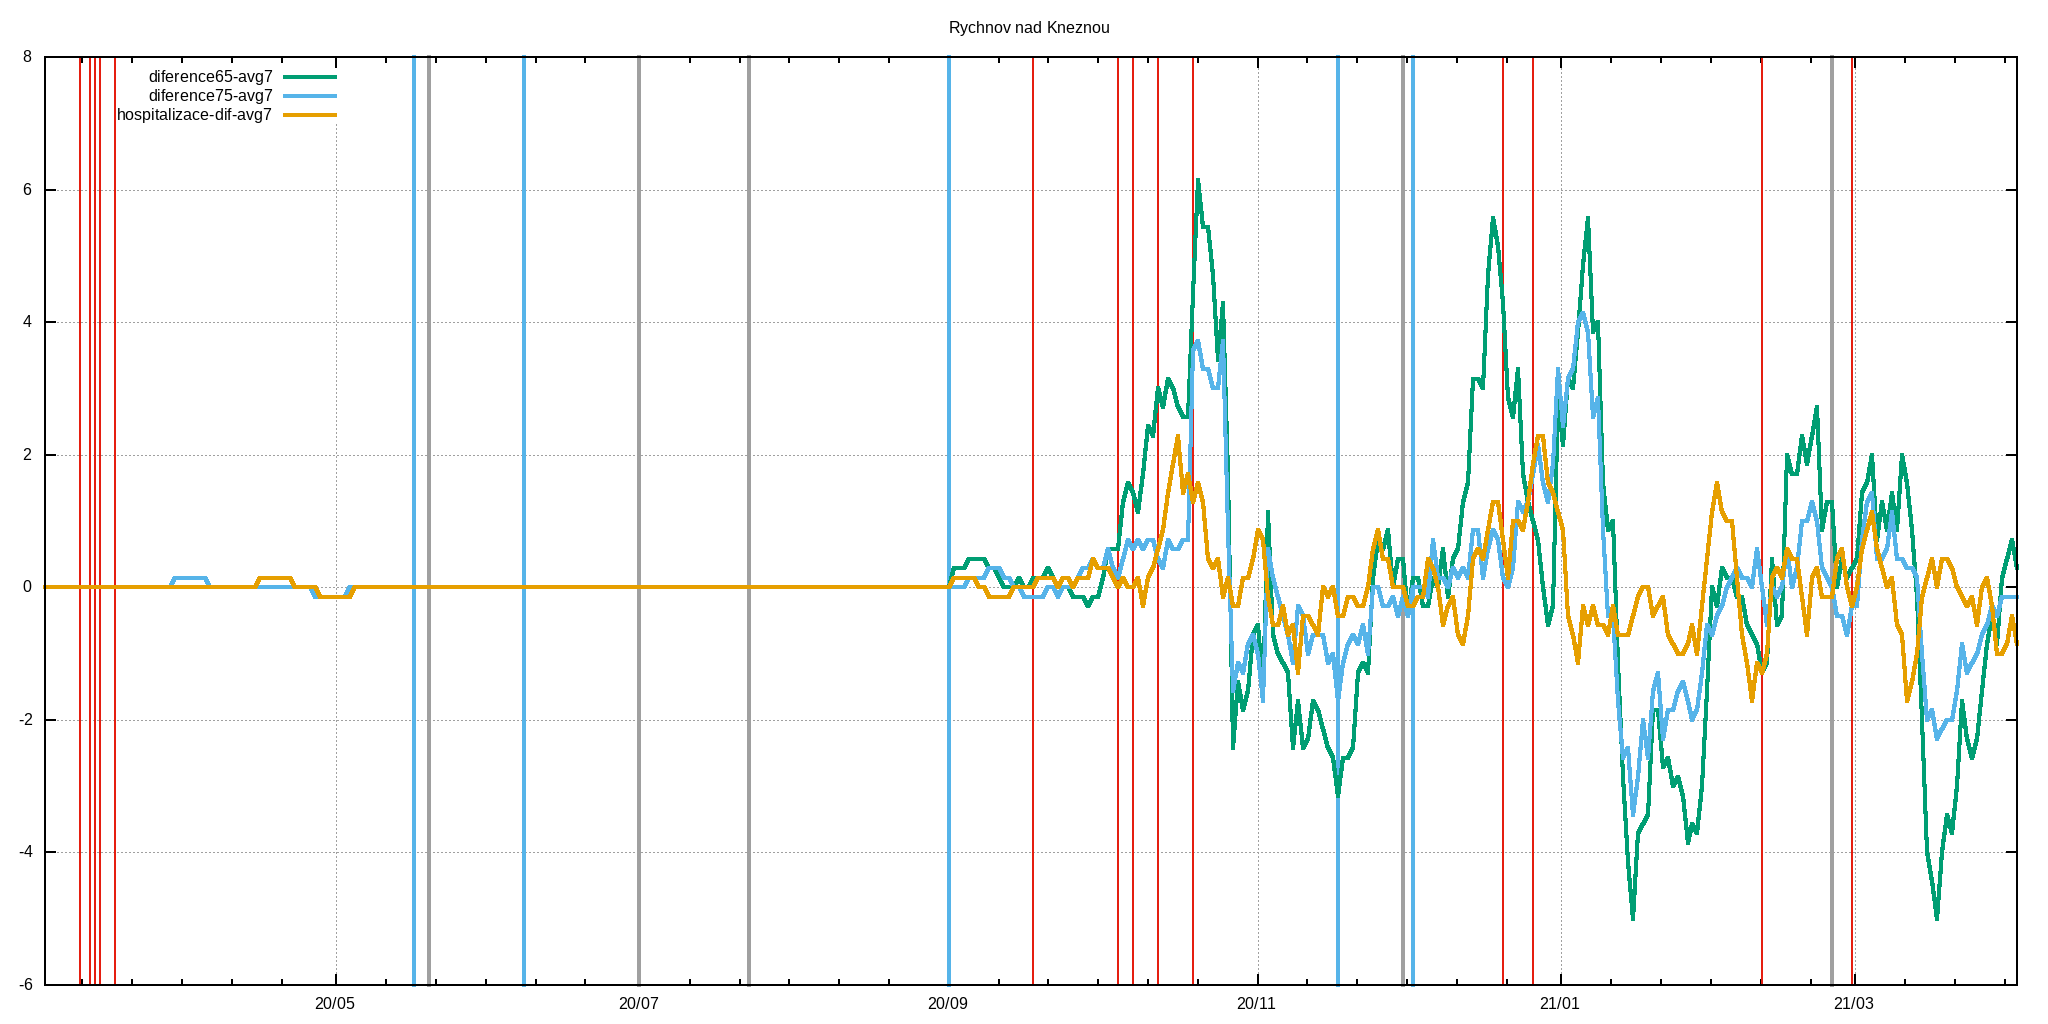 Rychnov nad Kneznou
8
diference65-avg7
diference75-avg7
hospitalizace-dif-avg7
6
4
2
0
-2
-4
-6
20/05 20/07 20/09 20/11 21/01 21/03